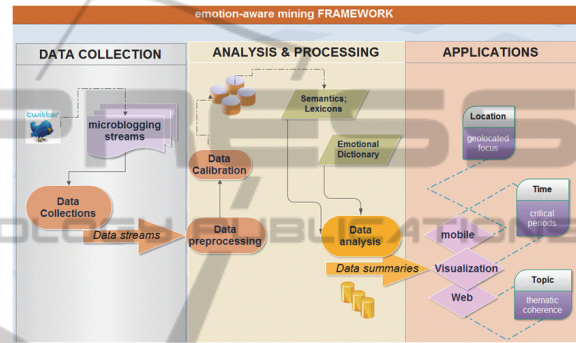 emotion-aware mining FRAMEWORK
DATA COLLECTION
ANALYSIS & PROCESSING
APPLICATIONS
twitter
microblogging
streams
Data
Collections
Data streams
Data
Calibration
Data
preprocessing
Semantics;
Lexicons
Emotional
Dictionary
Data
analysis
Data summaries
Location
geolocated
focus
Time
critical
periods
mobile
Visualization
Web
Topic
thematic
coherence